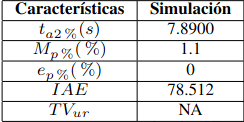 Características Simulación
t_{a2 %}(s) 7.8900
M_{p %}( %) 1.1
e_{p %}( %) 0
IAE 78.512
TV_{ur} NA